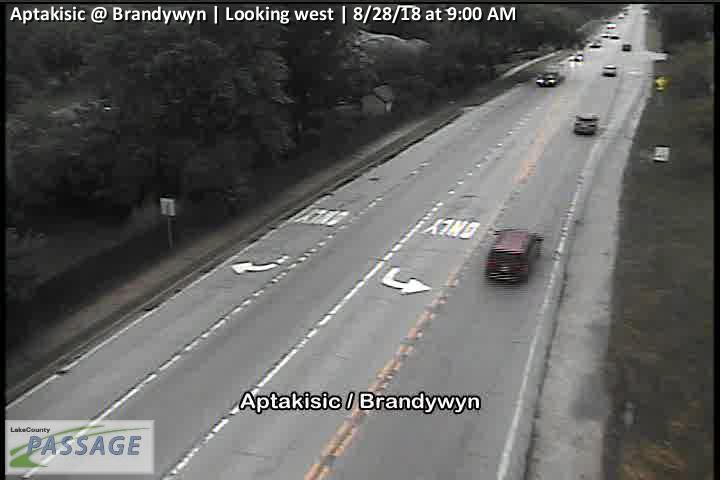 Aptakisic @ Brandywyn | Looking west | 8/28/18 at 9:00 AM
ONLY
ONLY
Aptakisic / Brandywyn
LakeCounty
PASSAGE